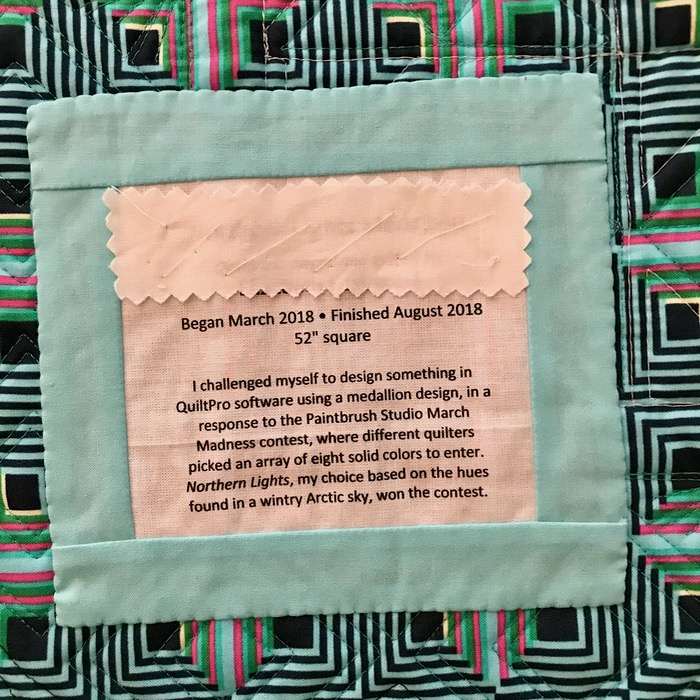 Began March 2018 • Finished August 2018
52" square
I challenged myself to design something in
QuiltPro software using a medallion design, in a
response to the Paintbrush Studio March
Madness contest, where different quilters
picked an array of eight solid colors to enter.
Northern Lights, my choice based on the hues
found in a wintry Arctic sky, won the contest.